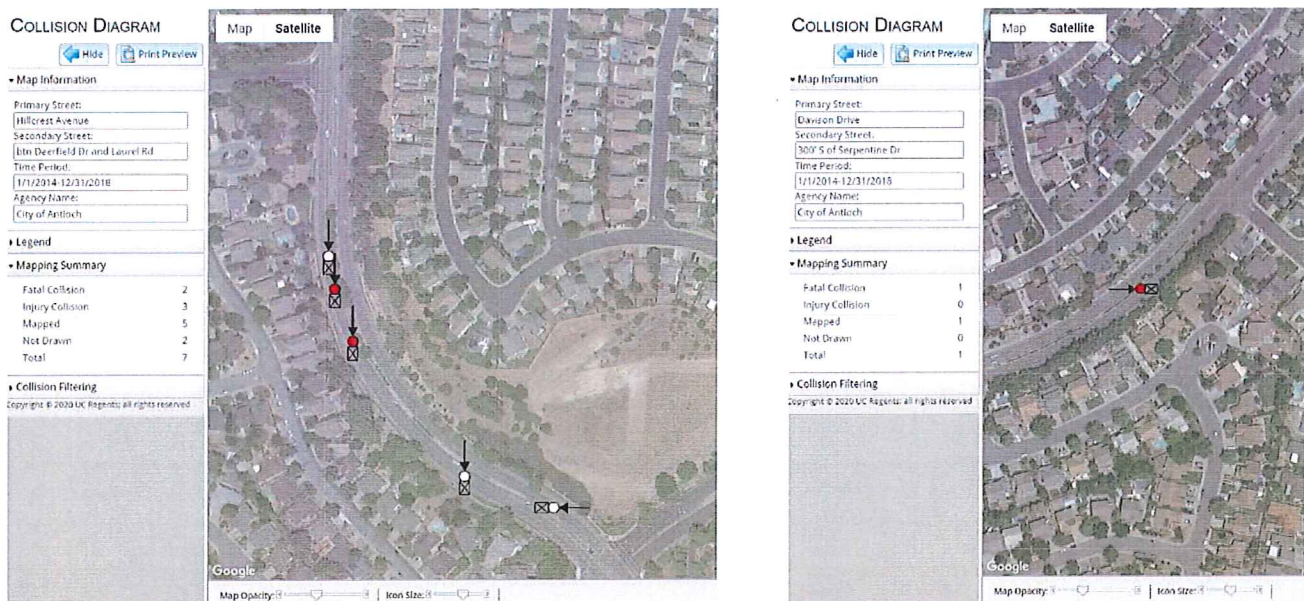 COLLISION DIAGRAM
Hide
Print Preview
Map Information
Primary Street:
Hillcrest Avenue
Secondary Street:
btn Deerfield Dr and Laurel Rd
Time Period:
1/1/2014-12/31/2018
Agency Name:
City of Antioch
Legend
Mapping Summary
Fatal Collision 2
Injury Collision 3
Mapped 5
Not Drawn 2
Total 7
Collision Filtering
Copyright © 2020 UC Regents; all rights reserved
Map Satellite
Google
Map Opacity: Icon Size:
COLLISION DIAGRAM
Hide
Print Preview
Map Information
Primary Street:
Davison Drive
Secondary Street:
300' S of Serpentine Dr
Time Period:
1/1/2014-12/31/2018
Agency Name:
City of Antioch
Legend
Mapping Summary
Fatal Collision 1
Injury Collision 0
Mapped 1
Not Drawn 0
Total 1
Collision Filtering
Copyright © 2020 UC Regents; all rights reserved
Map Satellite
Google
Map Opacity: Icon Size: